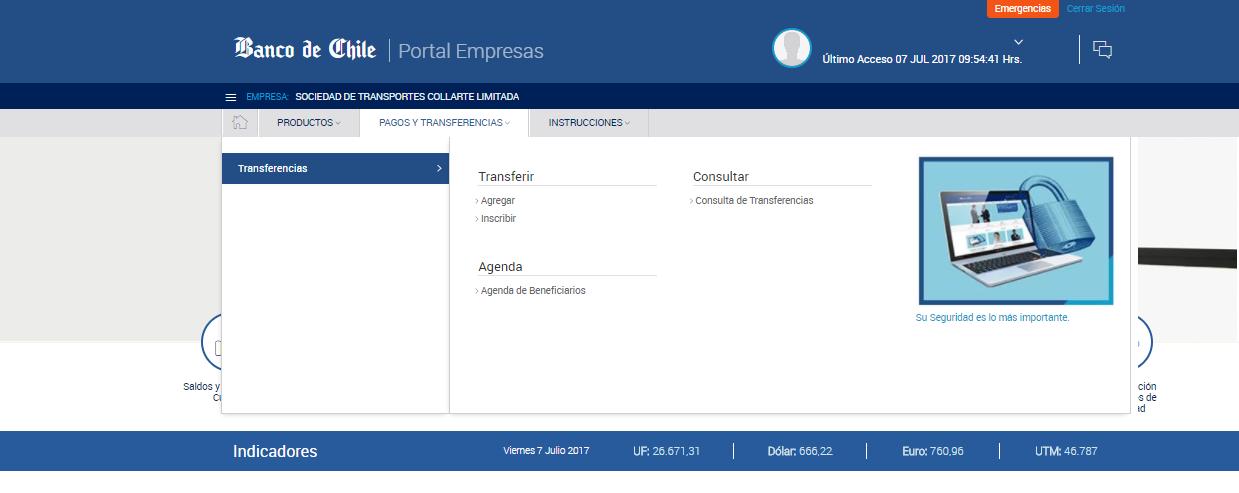 Emergencias Cerrar Sesión
Banco de Chile | Portal Empresas
Último Acceso 07 JUL 2017 09:54:41 Hrs.
EMPRESA: SOCIEDAD DE TRANSPORTES COLLARTE LIMITADA
PRODUCTOS PAGOS Y TRANSFERENCIAS INSTRUCCIONES
Transferencias
Transferir
Agregar
Inscribir
Agenda
Agenda de Beneficiarios
Consultar
Consulta de Transferencias
Su Seguridad es lo más importante.
Saldos y
ción
s de
Indicadores Viernes 7 Julio 2017 UF: 26.671,31 Dólar: 666,22 Euro: 760,96 UTM: 46.787